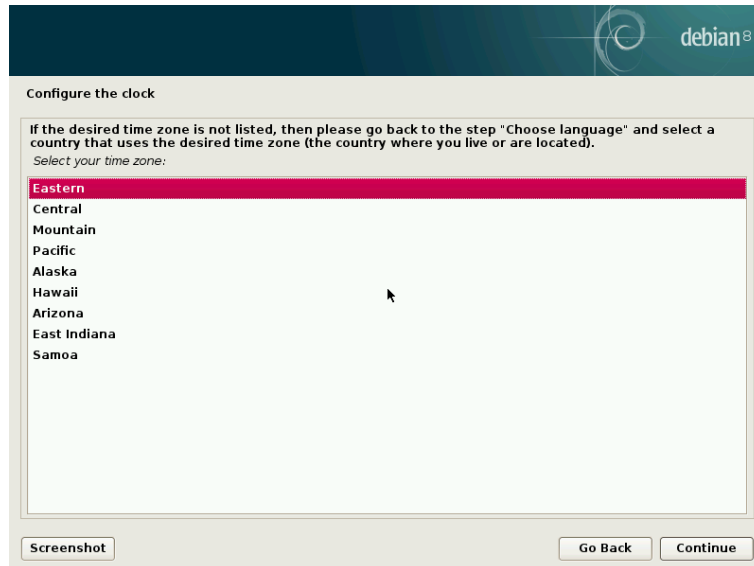 debian 8
Configure the clock
If the desired time zone is not listed, then please go back to the step "Choose language" and select a
country that uses the desired time zone (the country where you live or are located).
Select your time zone:
Eastern
Central
Mountain
Pacific
Alaska
Hawaii
Arizona
East Indiana
Samoa
Screenshot
Go Back
Continue